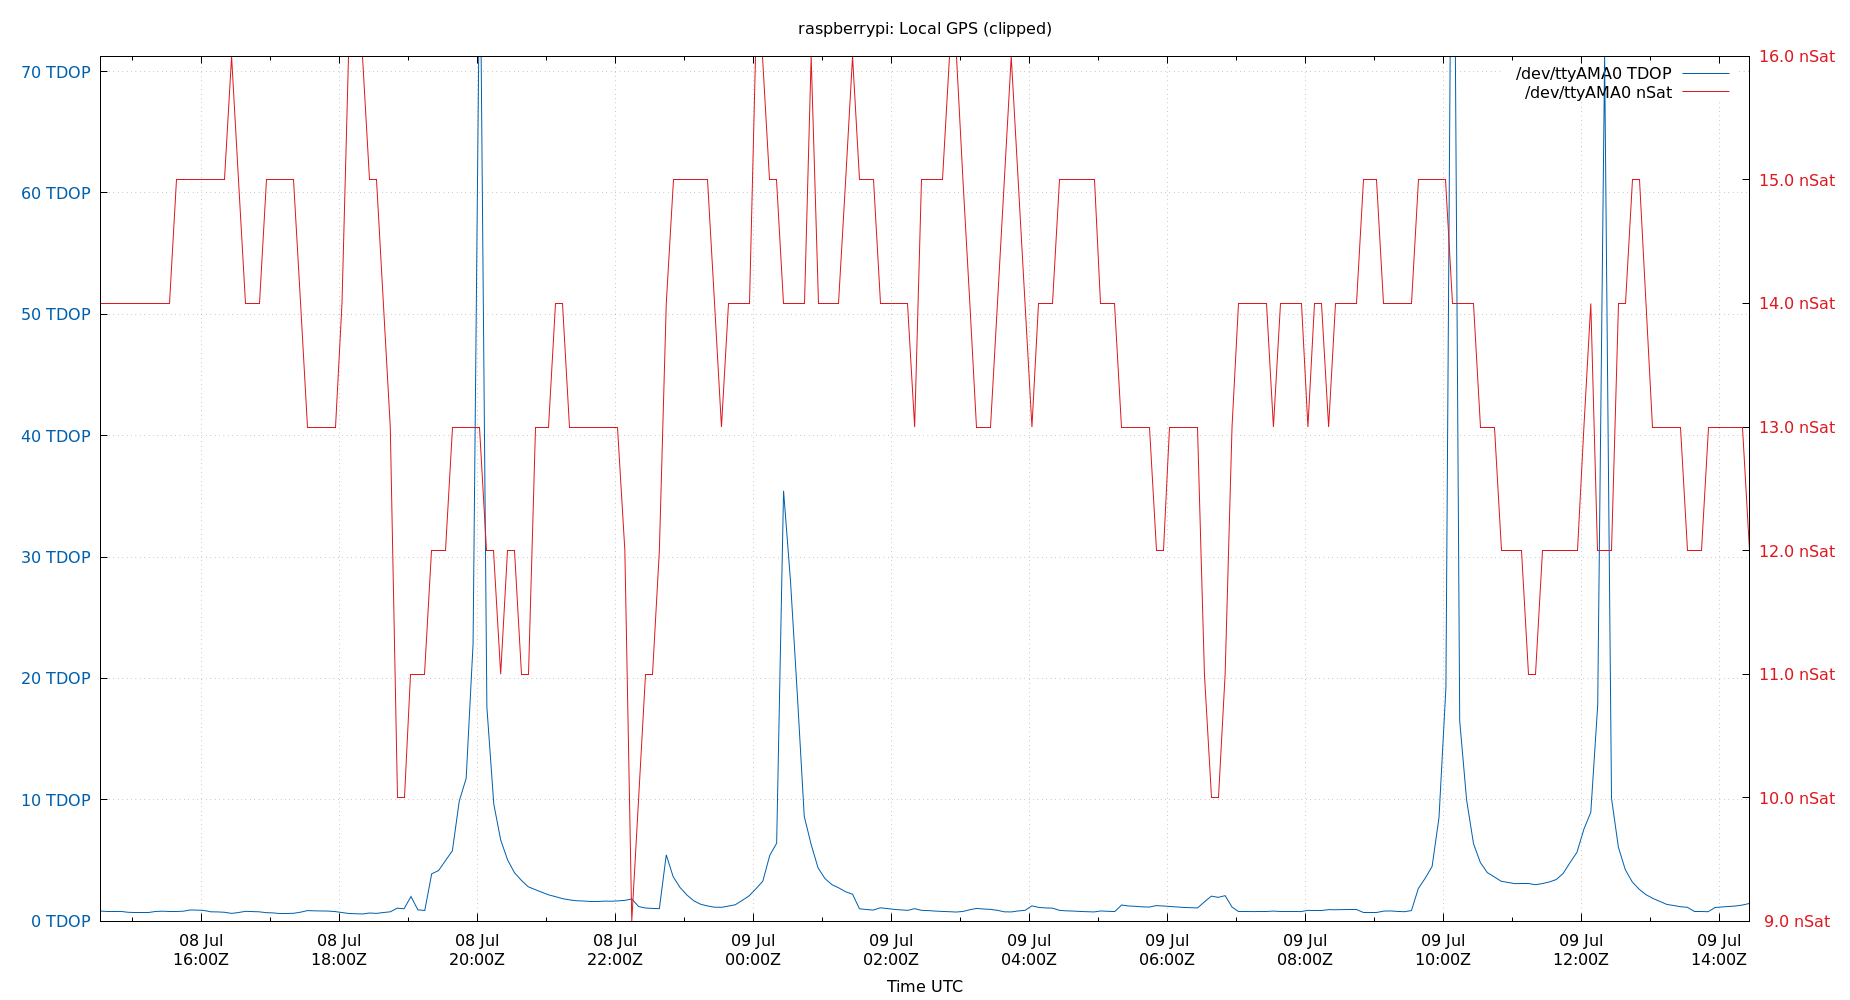 raspberrypi: Local GPS (clipped)
70 TDOP
60 TDOP
50 TDOP
40 TDOP
30 TDOP
20 TDOP
10 TDOP
0 TDOP
/dev/ttyAMA0 TDOP
/dev/ttyAMA0 nSat
16.0 nSat
15.0 nSat
14.0 nSat
13.0 nSat
12.0 nSat
11.0 nSat
10.0 nSat
9.0 nSat
08 Jul 08 Jul 08 Jul 08 Jul 09 Jul 09 Jul 09 Jul 09 Jul 09 Jul 09 Jul 09 Jul 09 Jul
16:00Z 18:00Z 20:00Z 22:00Z 00:00Z 02:00Z 04:00Z 06:00Z 08:00Z 10:00Z 12:00Z 14:00Z
Time UTC